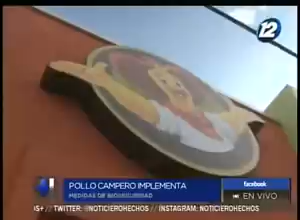 12
POLLO CAMPERO IMPLEMENTA
MEDIDAS DE BIOSEGURIDAD
facebook
EN VIVO
S+ // TWITTER: @NOTICIEROHECHOS // INSTAGRAM: NOTICIEROHECHOS